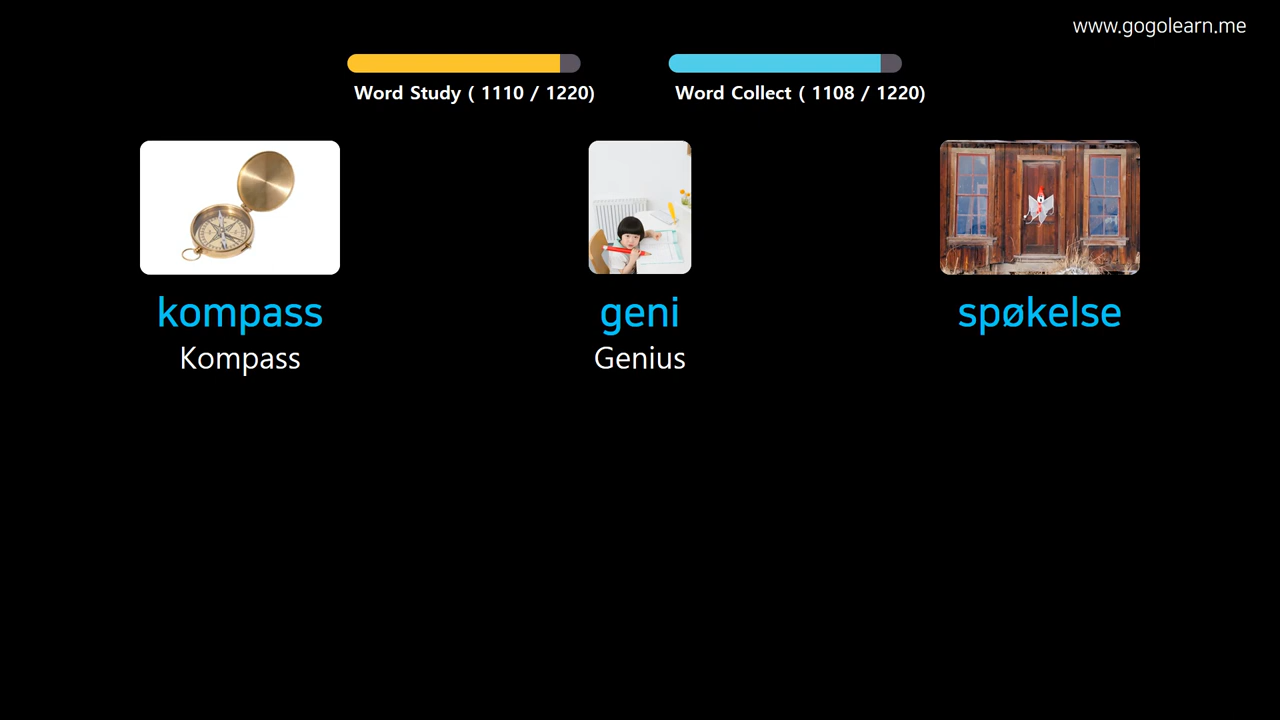 www.gogolearn.me
Word Study ( 1110 / 1220)
Word Collect ( 1108 / 1220)
kompass
Kompass
geni
Genius
spøkelse